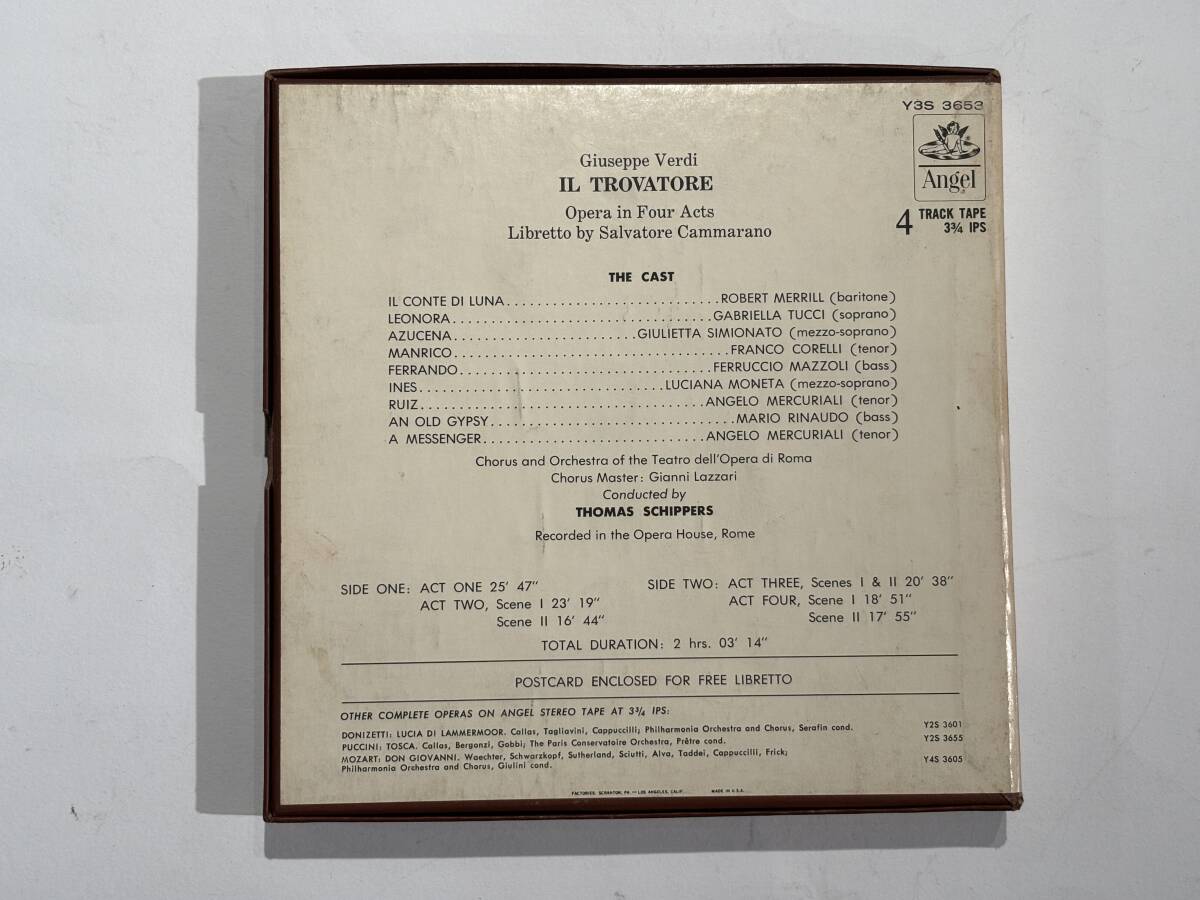 Y3S 3653
Angel
4 TRACK TAPE
3¾ IPS
Giuseppe Verdi
IL TROVATORE
Opera in Four Acts
Libretto by Salvatore Cammarano
THE CAST
IL CONTE DI LUNA...........................ROBERT MERRILL (baritone)
LEONORA.................................GABRIELLA TUCCI (soprano)
AZUCENA........................GIULIETTA SIMIONATO (mezzo-soprano)
MANRICO...................................FRANCO CORELLI (tenor)
FERRANDO................................FERRUCCIO MAZZOLI (bass)
INES...............................LUCIANA MONETA (mezzo-soprano)
RUIZ....................................ANGELO MERCURIALI (tenor)
AN OLD GYPSY...............................MARIO RINAUDO (bass)
A MESSENGER............................ANGELO MERCURIALI (tenor)
Chorus and Orchestra of the Teatro dell'Opera di Roma
Chorus Master: Gianni Lazzari
Conducted by
THOMAS SCHIPPERS
Recorded in the Opera House, Rome
SIDE ONE: ACT ONE 25' 47"
ACT TWO, Scene I 23' 19"
Scene II 16' 44"
SIDE TWO: ACT THREE, Scenes I & II 20' 38"
ACT FOUR, Scene I 18' 51"
Scene II 17' 55"
TOTAL DURATION: 2 hrs. 03' 14"
POSTCARD ENCLOSED FOR FREE LIBRETTO
OTHER COMPLETE OPERAS ON ANGEL STEREO TAPE AT 3¾ IPS:
DONIZETTI: LUCIA DI LAMMERMOOR. Callas, Tagliavini, Cappuccilli; Philharmonia Orchestra and Chorus, Serafin cond. Y2S 3601
PUCCINI: TOSCA. Callas, Bergonzi, Gobbi; The Paris Conservatoire Orchestra, Prêtre cond. Y2S 3655
MOZART: DON GIOVANNI. Waechter, Schwarzkopf, Sutherland, Sciutti, Alva, Taddei, Cappuccilli, Frick; Y4S 3605
Philharmonia Orchestra and Chorus, Giulini cond.
FACTORIES: SCRANTON, PA. — LOS ANGELES, CALIF. MADE IN U.S.A.